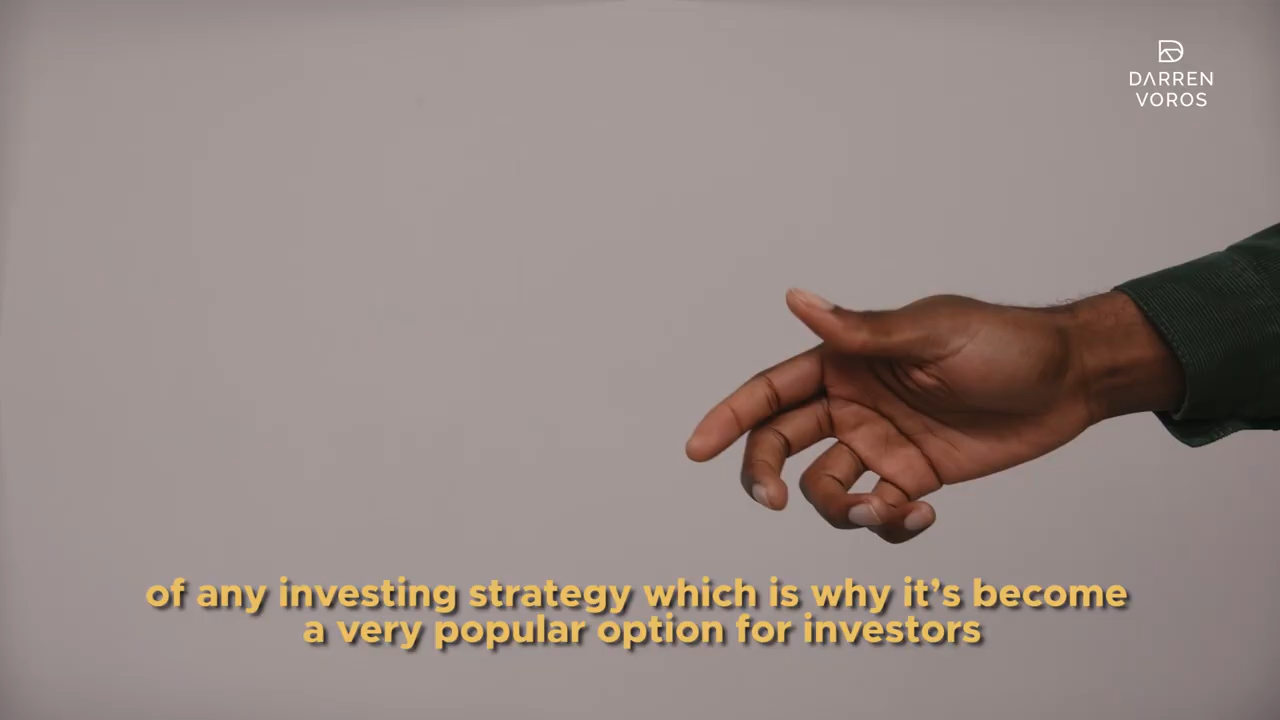 DARREN
VOROS
of any investing strategy which is why it's become
a very popular option for investors